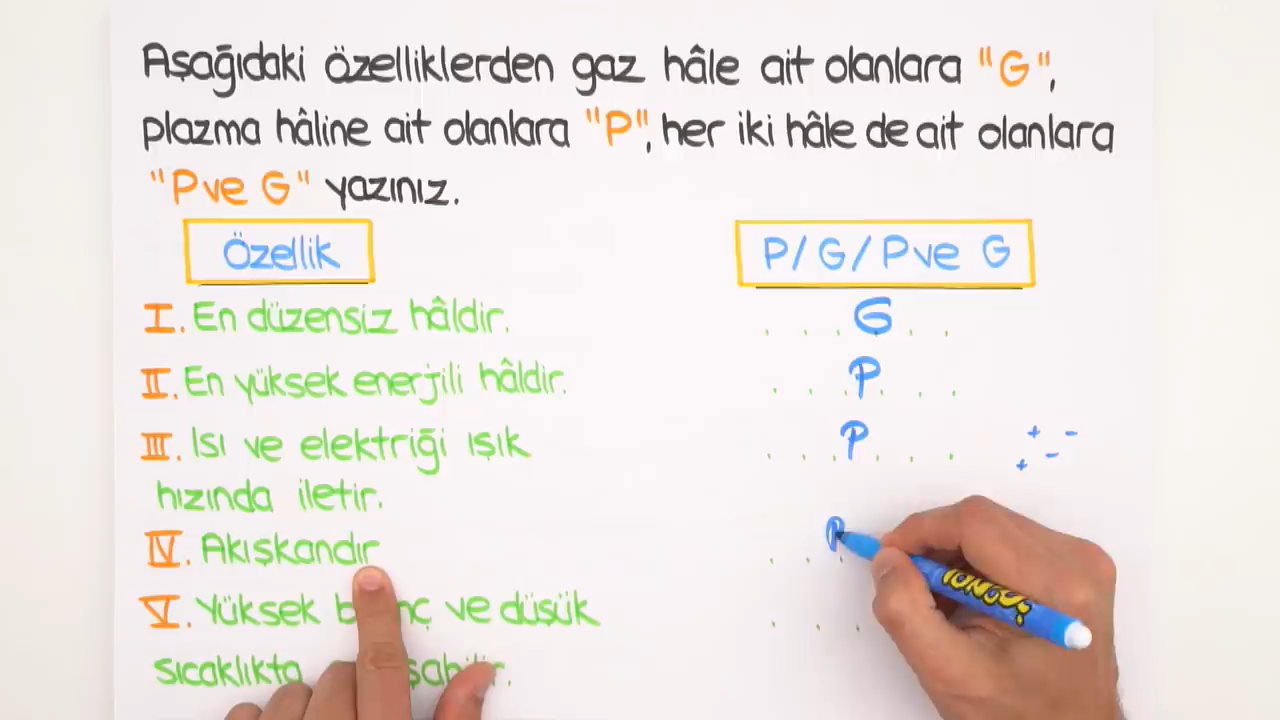 Aşağıdaki özelliklerden gaz hâle ait olanlara "G",
plazma hâline ait olanlara "P", her iki hâle de ait olanlara
"P ve G" yazınız.
Özellik P/G/P ve G
I. En düzensiz hâldir. G
II. En yüksek enerjili hâldir. P
III. Isı ve elektriği ışık P + -
hızında iletir. + -
IV. Akışkandır P
V. Yüksek ve düşük
sıcaklıkta